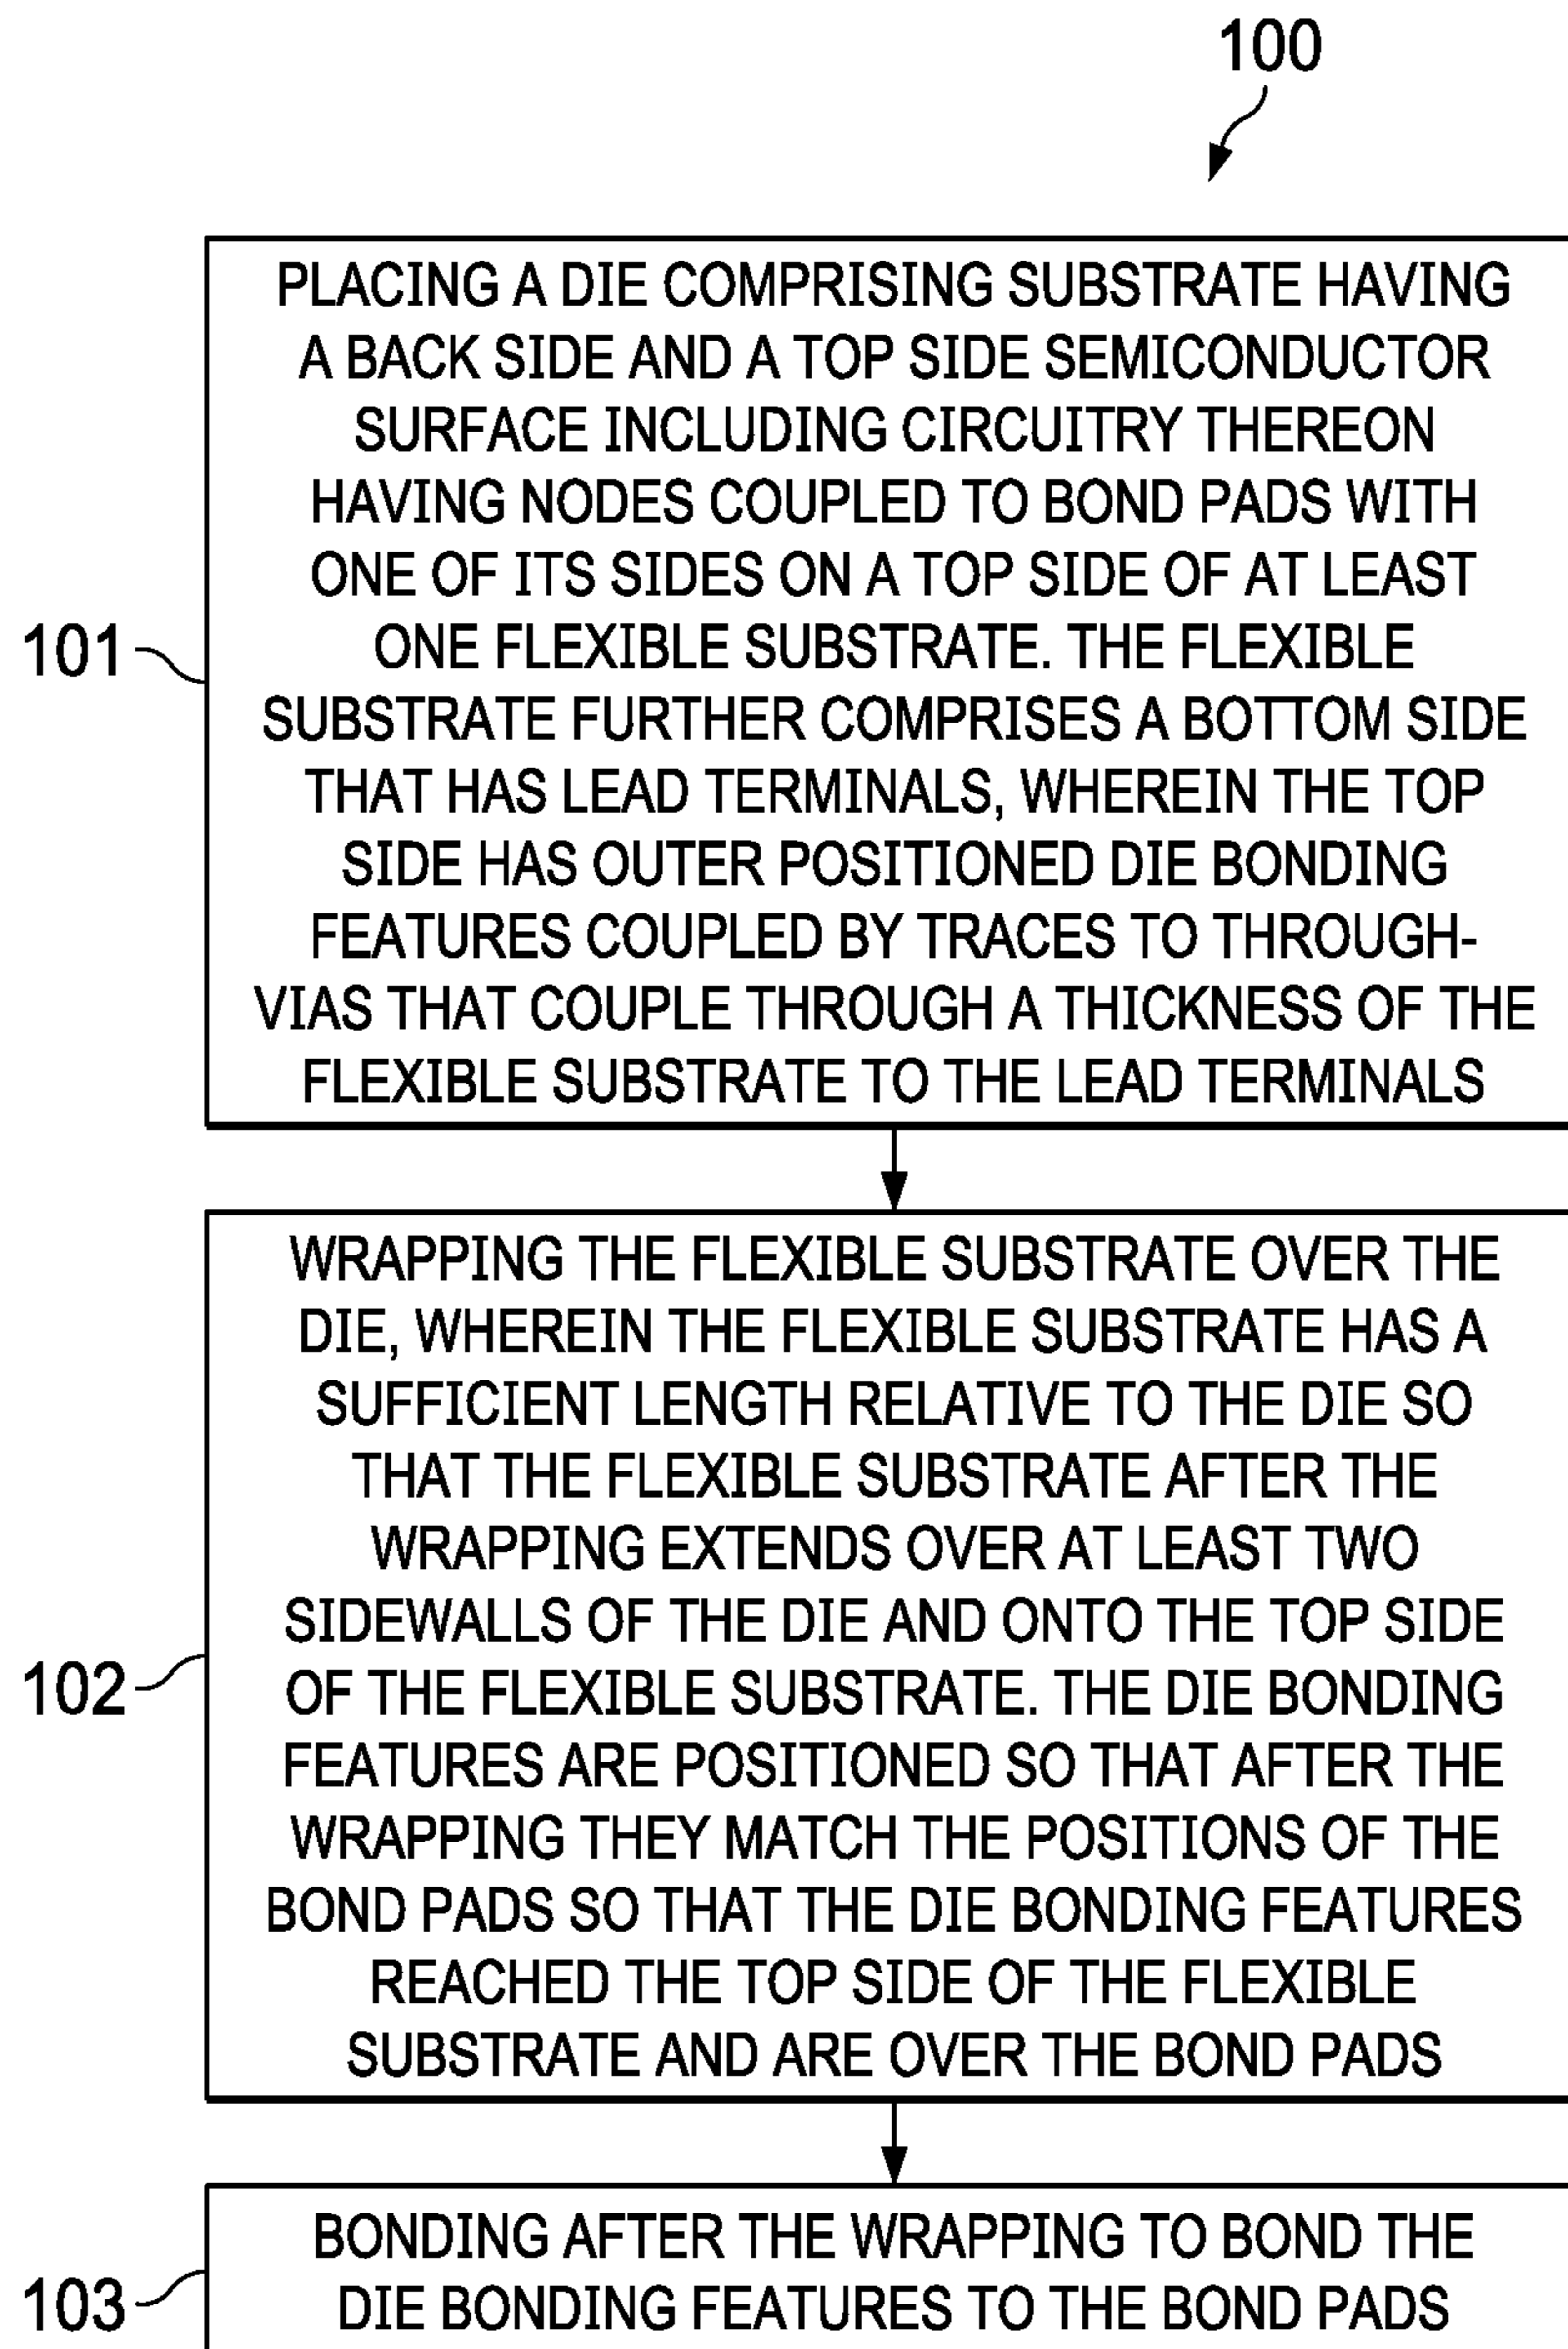 100
PLACING A DIE COMPRISING SUBSTRATE HAVING
A BACK SIDE AND A TOP SIDE SEMICONDUCTOR
SURFACE INCLUDING CIRCUITRY THEREON
HAVING NODES COUPLED TO BOND PADS WITH
ONE OF ITS SIDES ON A TOP SIDE OF AT LEAST
ONE FLEXIBLE SUBSTRATE. THE FLEXIBLE
SUBSTRATE FURTHER COMPRISES A BOTTOM SIDE
THAT HAS LEAD TERMINALS, WHEREIN THE TOP
SIDE HAS OUTER POSITIONED DIE BONDING
FEATURES COUPLED BY TRACES TO THROUGH-
VIAS THAT COUPLE THROUGH A THICKNESS OF THE
FLEXIBLE SUBSTRATE TO THE LEAD TERMINALS
101
WRAPPING THE FLEXIBLE SUBSTRATE OVER THE
DIE, WHEREIN THE FLEXIBLE SUBSTRATE HAS A
SUFFICIENT LENGTH RELATIVE TO THE DIE SO
THAT THE FLEXIBLE SUBSTRATE AFTER THE
WRAPPING EXTENDS OVER AT LEAST TWO
SIDEWALLS OF THE DIE AND ONTO THE TOP SIDE
OF THE FLEXIBLE SUBSTRATE. THE DIE BONDING
FEATURES ARE POSITIONED SO THAT AFTER THE
WRAPPING THEY MATCH THE POSITIONS OF THE
BOND PADS SO THAT THE DIE BONDING FEATURES
REACHED THE TOP SIDE OF THE FLEXIBLE
SUBSTRATE AND ARE OVER THE BOND PADS
102
BONDING AFTER THE WRAPPING TO BOND THE
DIE BONDING FEATURES TO THE BOND PADS
103